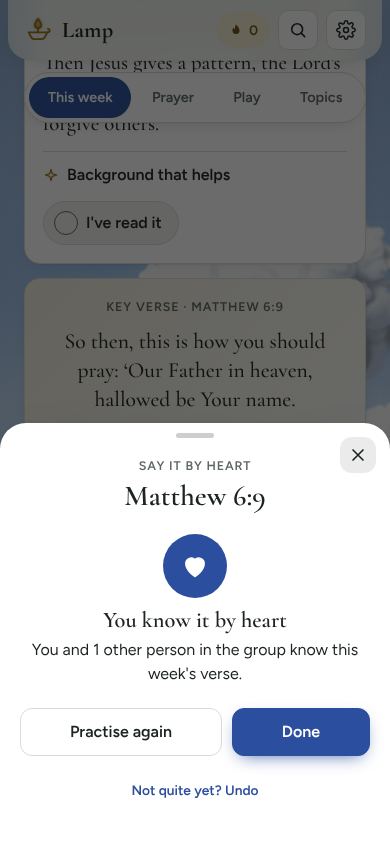 Lamp
0
Then Jesus gives a pattern, the Lord's
This week
Prayer
Play
Topics
forgive others.
Background that helps
I've read it
KEY VERSE · MATTHEW 6:9
So then, this is how you should
pray: ‘Our Father in heaven,
hallowed be Your name.
SAY IT BY HEART
Matthew 6:9
You know it by heart
You and 1 other person in the group know this
week's verse.
Practise again
Done
Not quite yet? Undo